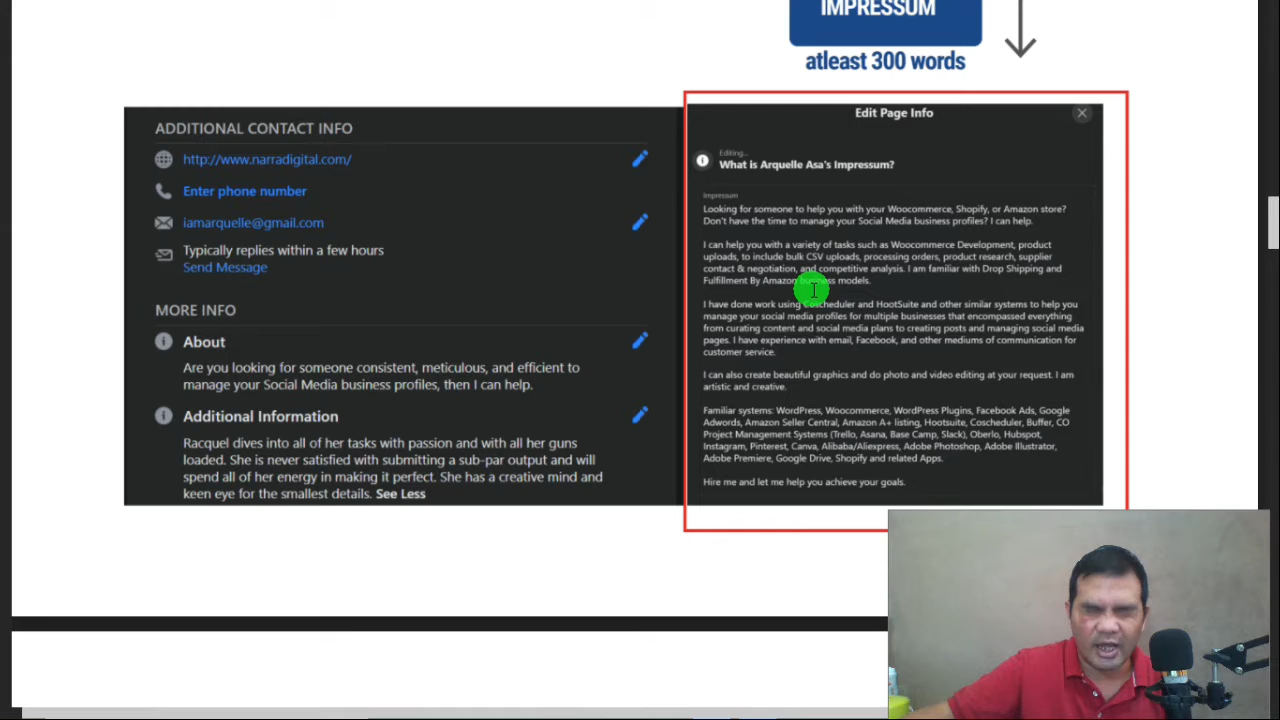 IMPRESSUM
atleast 300 words
ADDITIONAL CONTACT INFO
http://www.narradigital.com/
Enter phone number
iamarquelle@gmail.com
Typically replies within a few hours
Send Message
MORE INFO
About
Are you looking for someone consistent, meticulous, and efficient to
manage your Social Media business profiles, then I can help.
Additional Information
Racquel dives into all of her tasks with passion and with all her guns
loaded. She is never satisfied with submitting a sub-par output and will
spend all of her energy in making it perfect. She has a creative mind and
keen eye for the smallest details. See Less
Edit Page Info
Editing...
What is Arquelle Asa's Impressum?
Impressum
Looking for someone to help you with your Woocommerce, Shopify, or Amazon store?
Don't have the time to manage your Social Media business profiles? I can help.
I can help you with a variety of tasks such as Woocommerce Development, product
uploads, to include bulk CSV uploads, processing orders, product research, supplier
contact & negotiation, and competitive analysis. I am familiar with Drop Shipping and
Fulfillment By Amazon business models.
I have done work using Coscheduler and HootSuite and other similar systems to help you
manage your social media profiles for multiple businesses that encompassed everything
from curating content and social media plans to creating posts and managing social media
pages. I have experience with email, Facebook, and other mediums of communication for
customer service.
I can also create beautiful graphics and do photo and video editing at your request. I am
artistic and creative.
Familiar systems: WordPress, Woocommerce, WordPress Plugins, Facebook Ads, Google
Adwords, Amazon Seller Central, Amazon A+ listing, Hootsuite, Coscheduler, Buffer, CO
Project Management Systems (Trello, Asana, Base Camp, Slack), Oberlo, Hubspot,
Instagram, Pinterest, Canva, Alibaba/Aliexpress, Adobe Photoshop, Adobe Illustrator,
Adobe Premiere, Google Drive, Shopify and related Apps.
Hire me and let me help you achieve your goals.